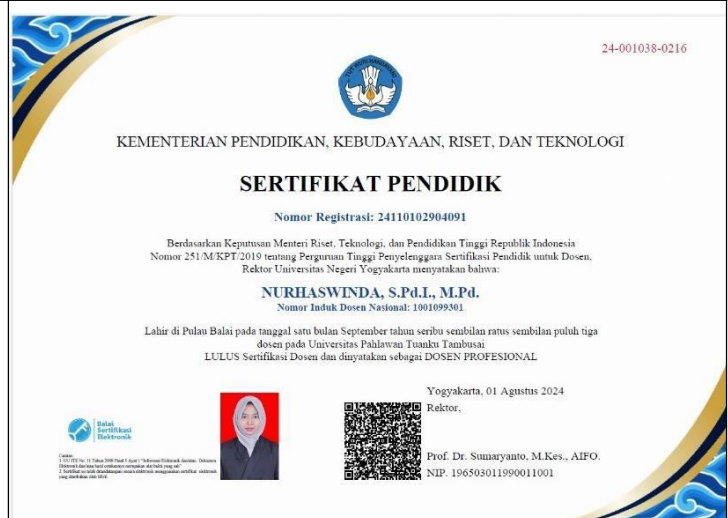 24-001038-0216
TUT WURI HANDAYANI
KEMENTERIAN PENDIDIKAN, KEBUDAYAAN, RISET, DAN TEKNOLOGI
SERTIFIKAT PENDIDIK
Nomor Registrasi: 24110102904091
Berdasarkan Keputusan Menteri Riset, Teknologi, dan Pendidikan Tinggi Republik Indonesia
Nomor 251/M/KPT/2019 tentang Perguruan Tinggi Penyelenggara Sertifikasi Pendidik untuk Dosen,
Rektor Universitas Negeri Yogyakarta menyatakan bahwa:
NURHASWINDA, S.Pd.I., M.Pd.
Nomor Induk Dosen Nasional: 1001099301
Lahir di Pulau Balai pada tanggal satu bulan September tahun seribu sembilan ratus sembilan puluh tiga
dosen pada Universitas Pahlawan Tuanku Tambusai
LULUS Sertifikasi Dosen dan dinyatakan sebagai DOSEN PROFESIONAL
Yogyakarta, 01 Agustus 2024
Rektor,
Prof. Dr. Sumaryanto, M.Kes., AIFO.
NIP. 196503011990011001
Balai
Sertifikasi
Elektronik
Catatan: